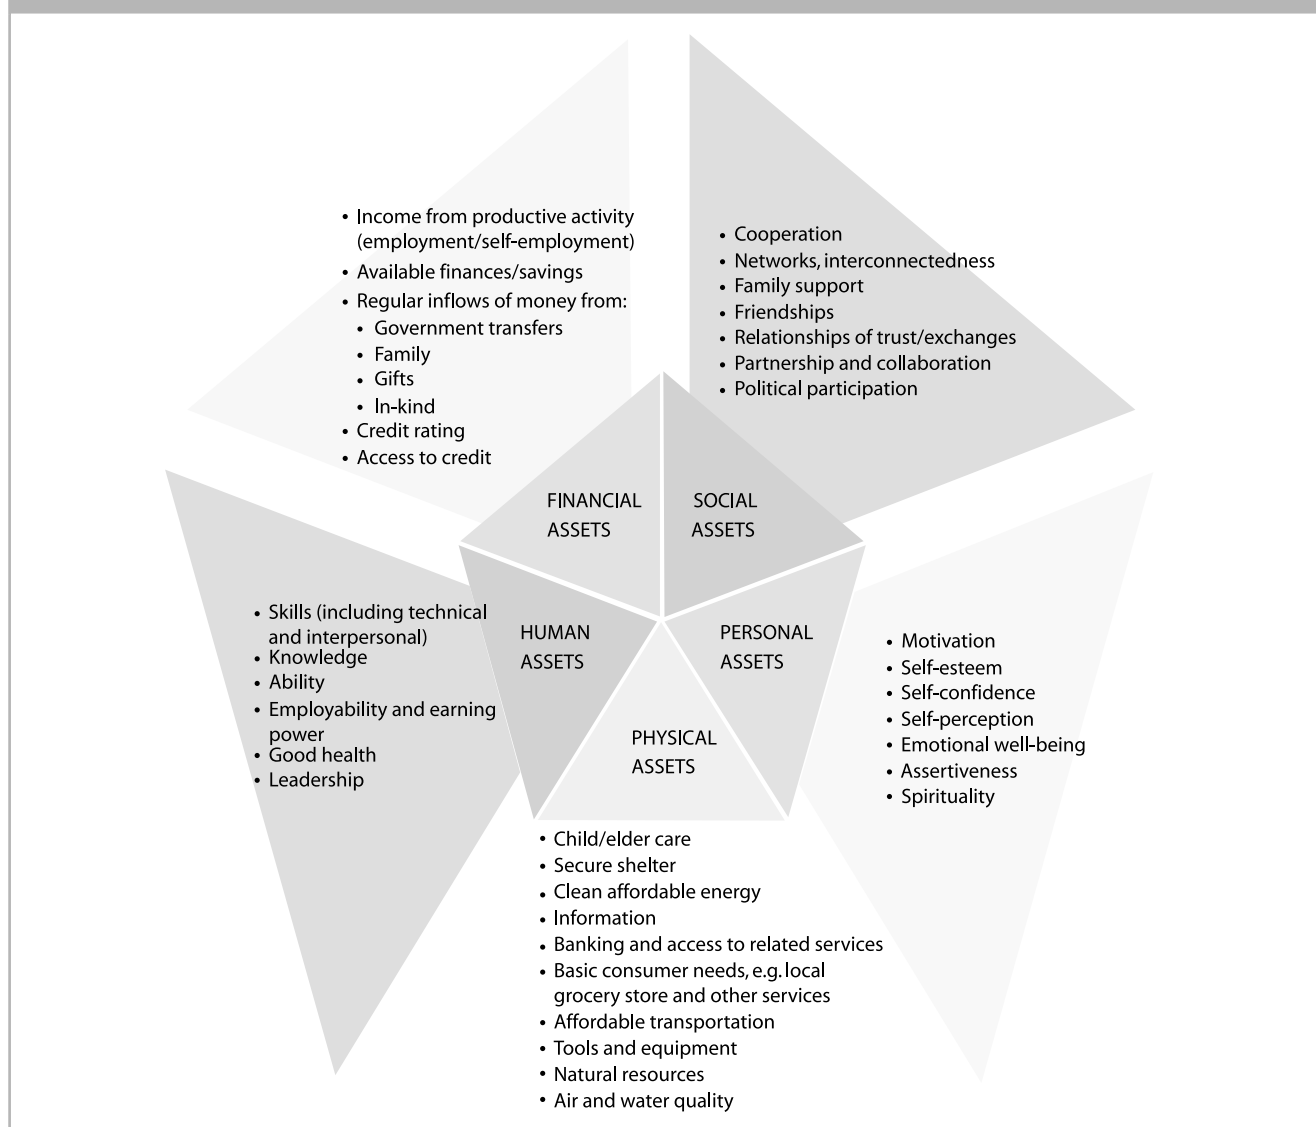 • Income from productive activity
(employment/self-employment)
• Available finances/savings
• Regular inflows of money from:
• Government transfers
• Family
• Gifts
• In-kind
• Credit rating
• Access to credit
• Cooperation
• Networks, interconnectedness
• Family support
• Friendships
• Relationships of trust/exchanges
• Partnership and collaboration
• Political participation
FINANCIAL
ASSETS
SOCIAL
ASSETS
• Skills (including technical
and interpersonal)
• Knowledge
• Ability
• Employability and earning
power
• Good health
• Leadership
HUMAN
ASSETS
PERSONAL
ASSETS
• Motivation
• Self-esteem
• Self-confidence
• Self-perception
• Emotional well-being
• Assertiveness
• Spirituality
PHYSICAL
ASSETS
• Child/elder care
• Secure shelter
• Clean affordable energy
• Information
• Banking and access to related services
• Basic consumer needs, e.g. local
grocery store and other services
• Affordable transportation
• Tools and equipment
• Natural resources
• Air and water quality